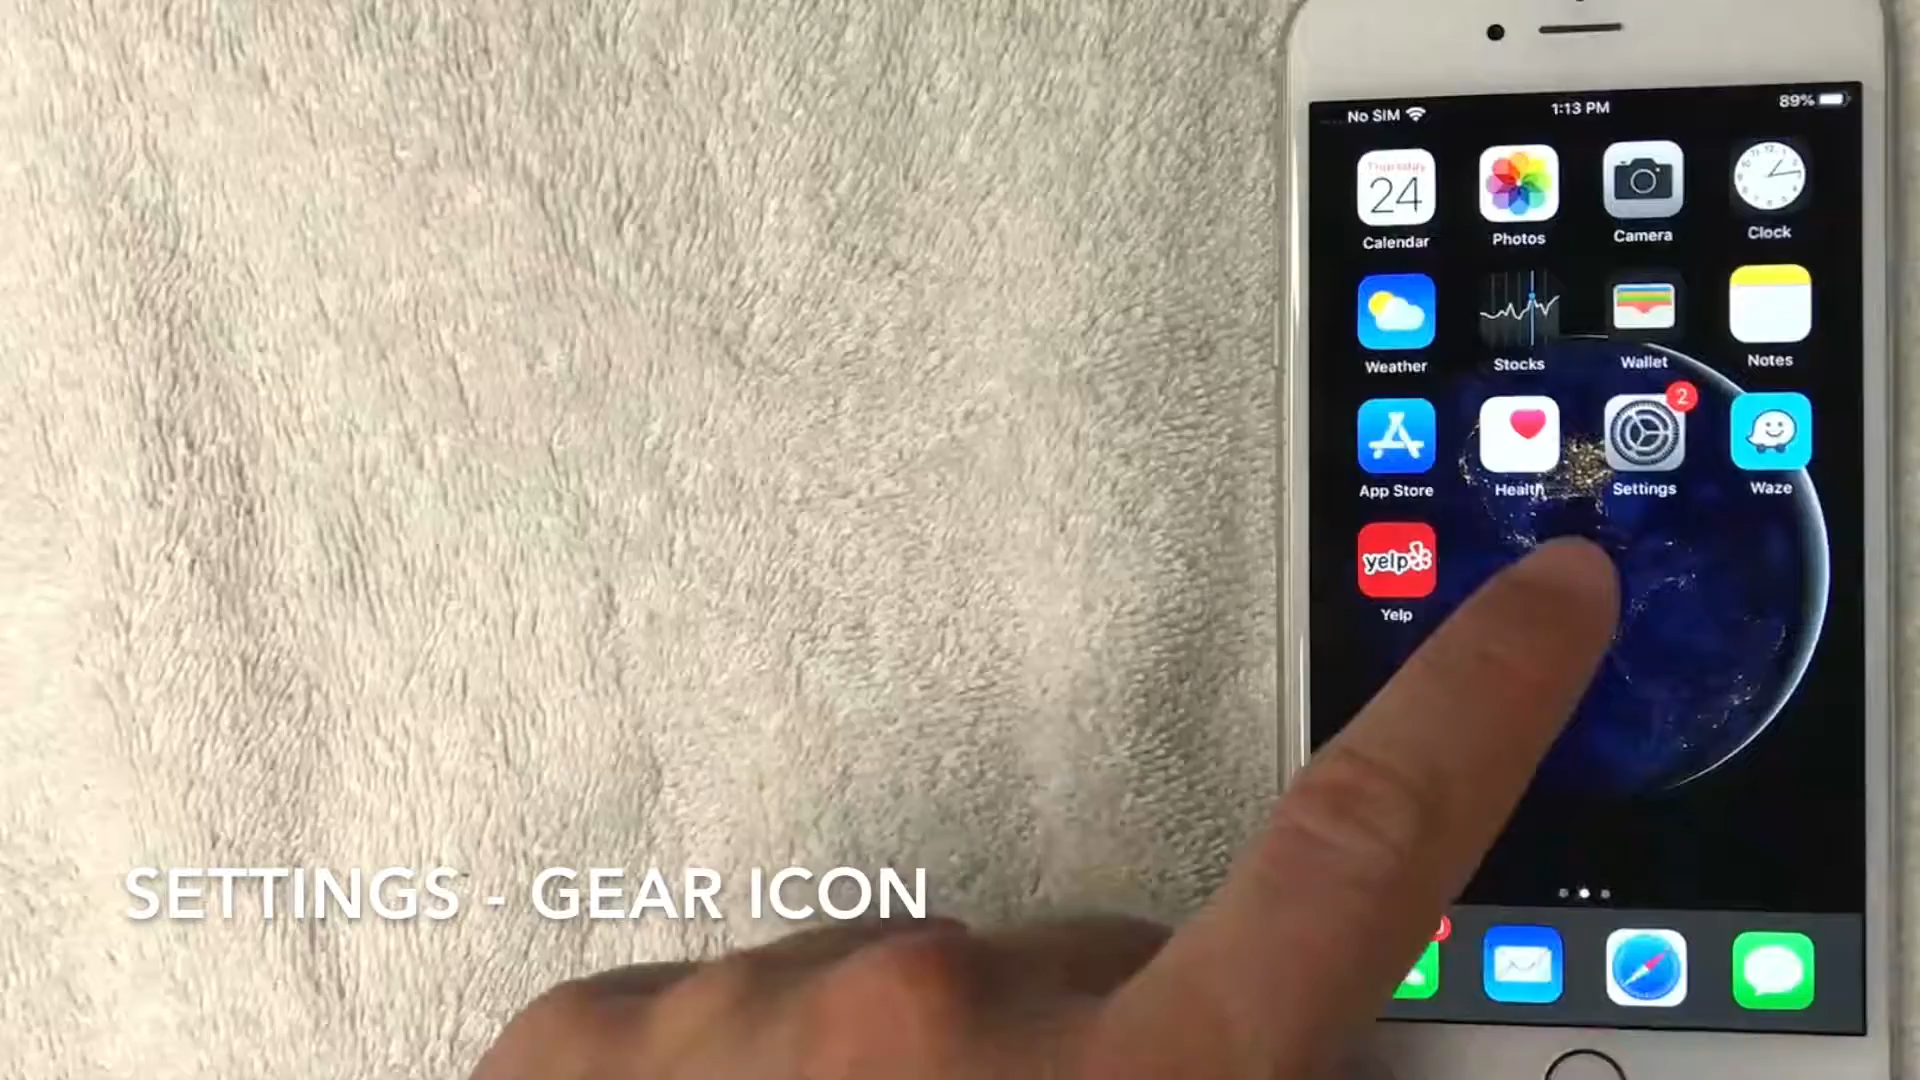 No SIM
1:13 PM
89%
Thursday
24
Calendar
Photos
Camera
Clock
Weather
Stocks
Wallet
Notes
2
App Store
Health
Settings
Waze
yelp
Yelp
SETTINGS - GEAR ICON